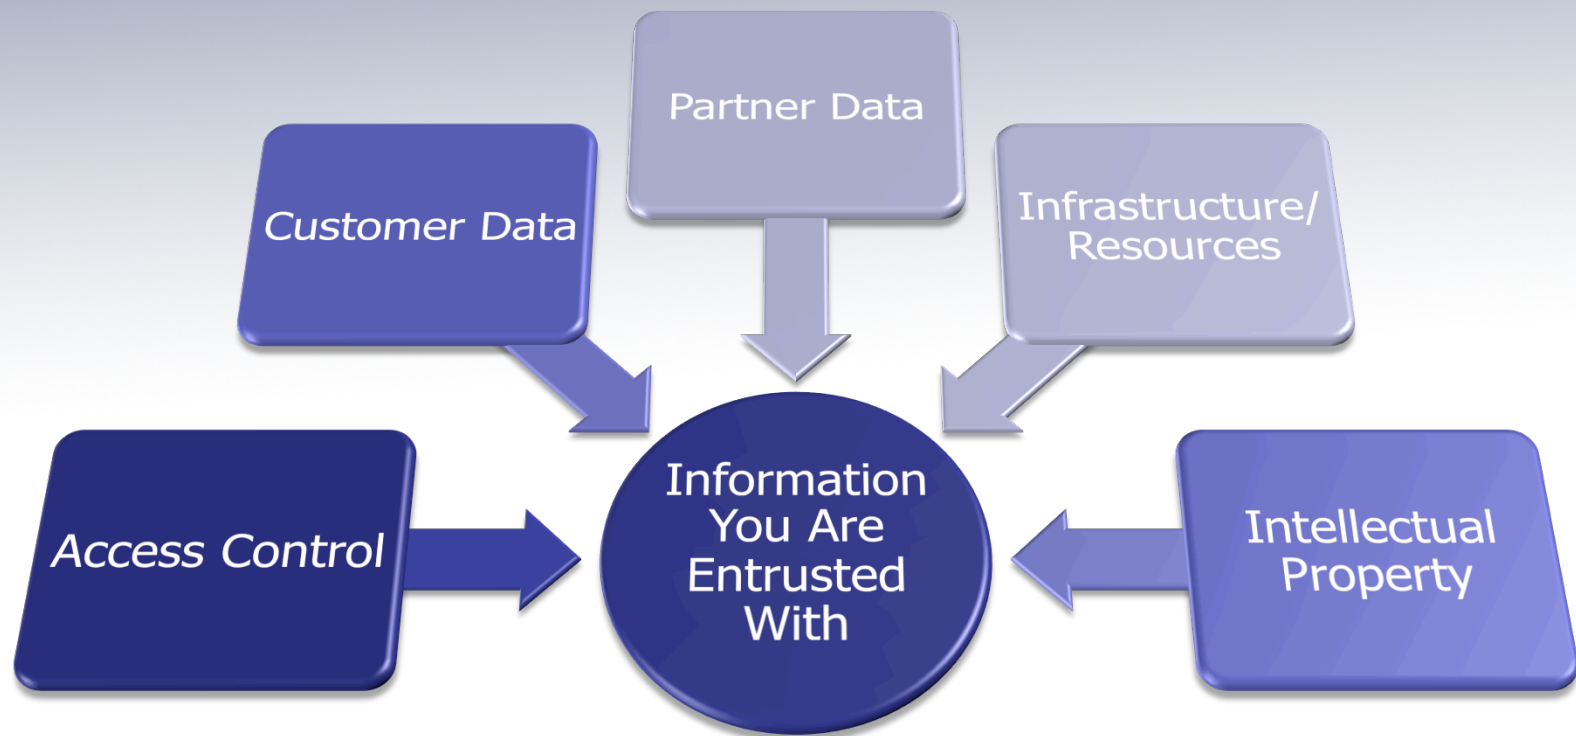 Partner Data
Customer Data
Infrastructure/
Resources
Access Control
Information
You Are
Entrusted
With
Intellectual
Property